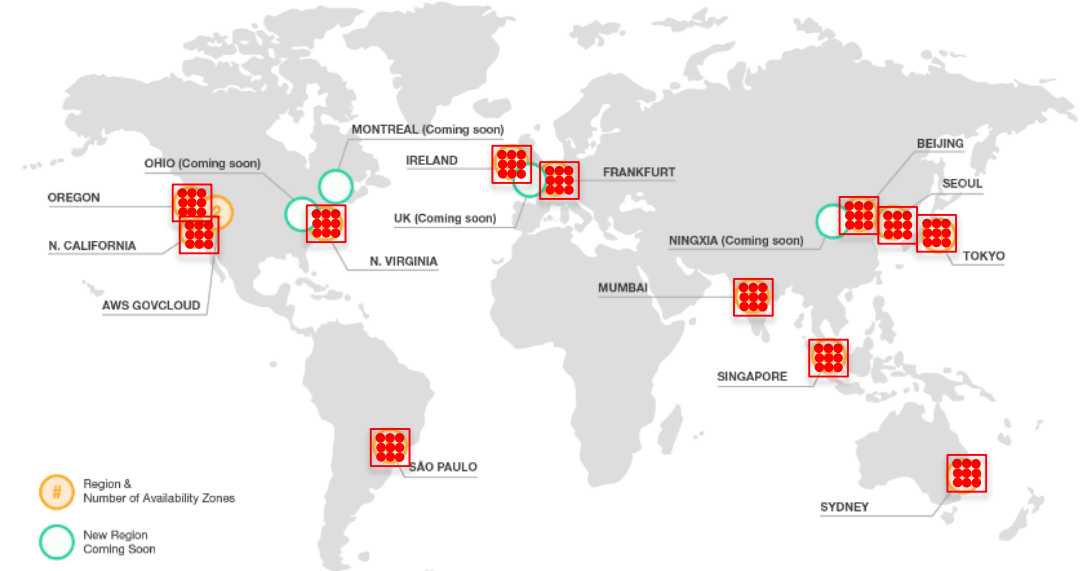 MONTREAL (Coming soon)
OHIO (Coming soon)
IRELAND
BEIJING
FRANKFURT
SEOUL
OREGON
2
UK (Coming soon)
N. CALIFORNIA
NINGXIA (Coming soon)
N. VIRGINIA
TOKYO
MUMBAI
AWS GOVCLOUD
SINGAPORE
SÃO PAULO
# Region &
Number of Availability Zones
SYDNEY
New Region
Coming Soon